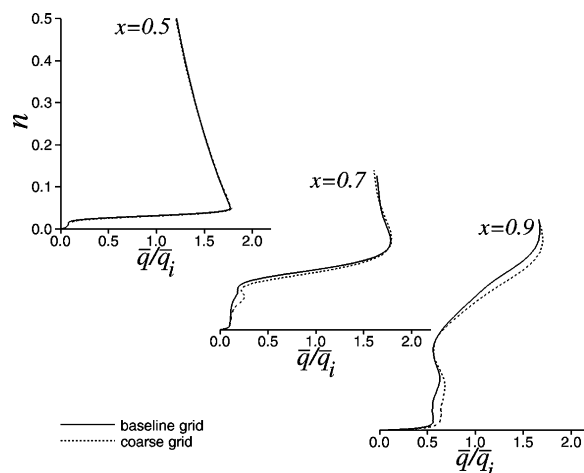 x=0.5
n
0.5
0.4
0.3
0.2
0.1
0.0
0.0 0.5 1.0 1.5 2.0
q̄/q̄ᵢ
x=0.7
0.0 0.5 1.0 1.5 2.0
q̄/q̄ᵢ
x=0.9
0.0 0.5 1.0 1.5 2.0
q̄/q̄ᵢ
baseline grid
coarse grid